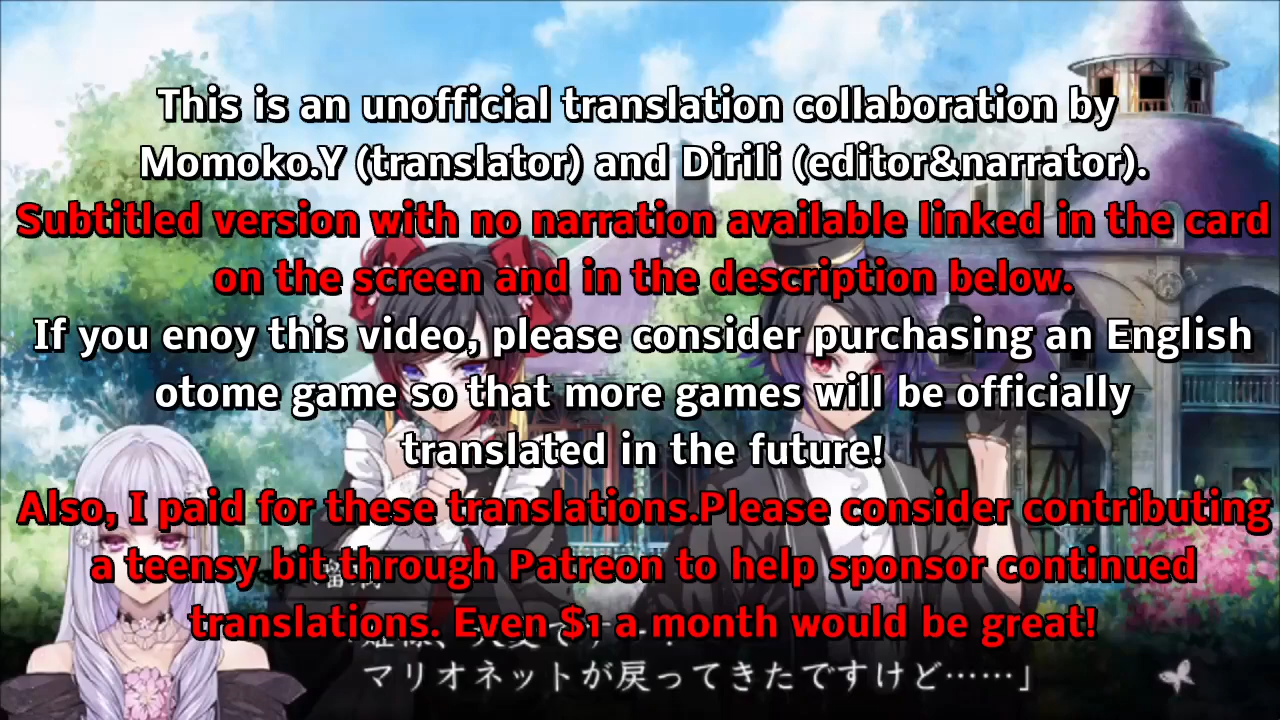 This is an unofficial translation collaboration by
Momoko.Y (translator) and Dirili (editor&narrator).
Subtitled version with no narration available linked in the card
on the screen and in the description below.
If you enoy this video, please consider purchasing an English
otome game so that more games will be officially
translated in the future!
Also, I paid for these translations.Please consider contributing
a teensy bit through Patreon to help sponsor continued
translations. Even $1 a month would be great!
マリオネットが戻ってきたですけど……」